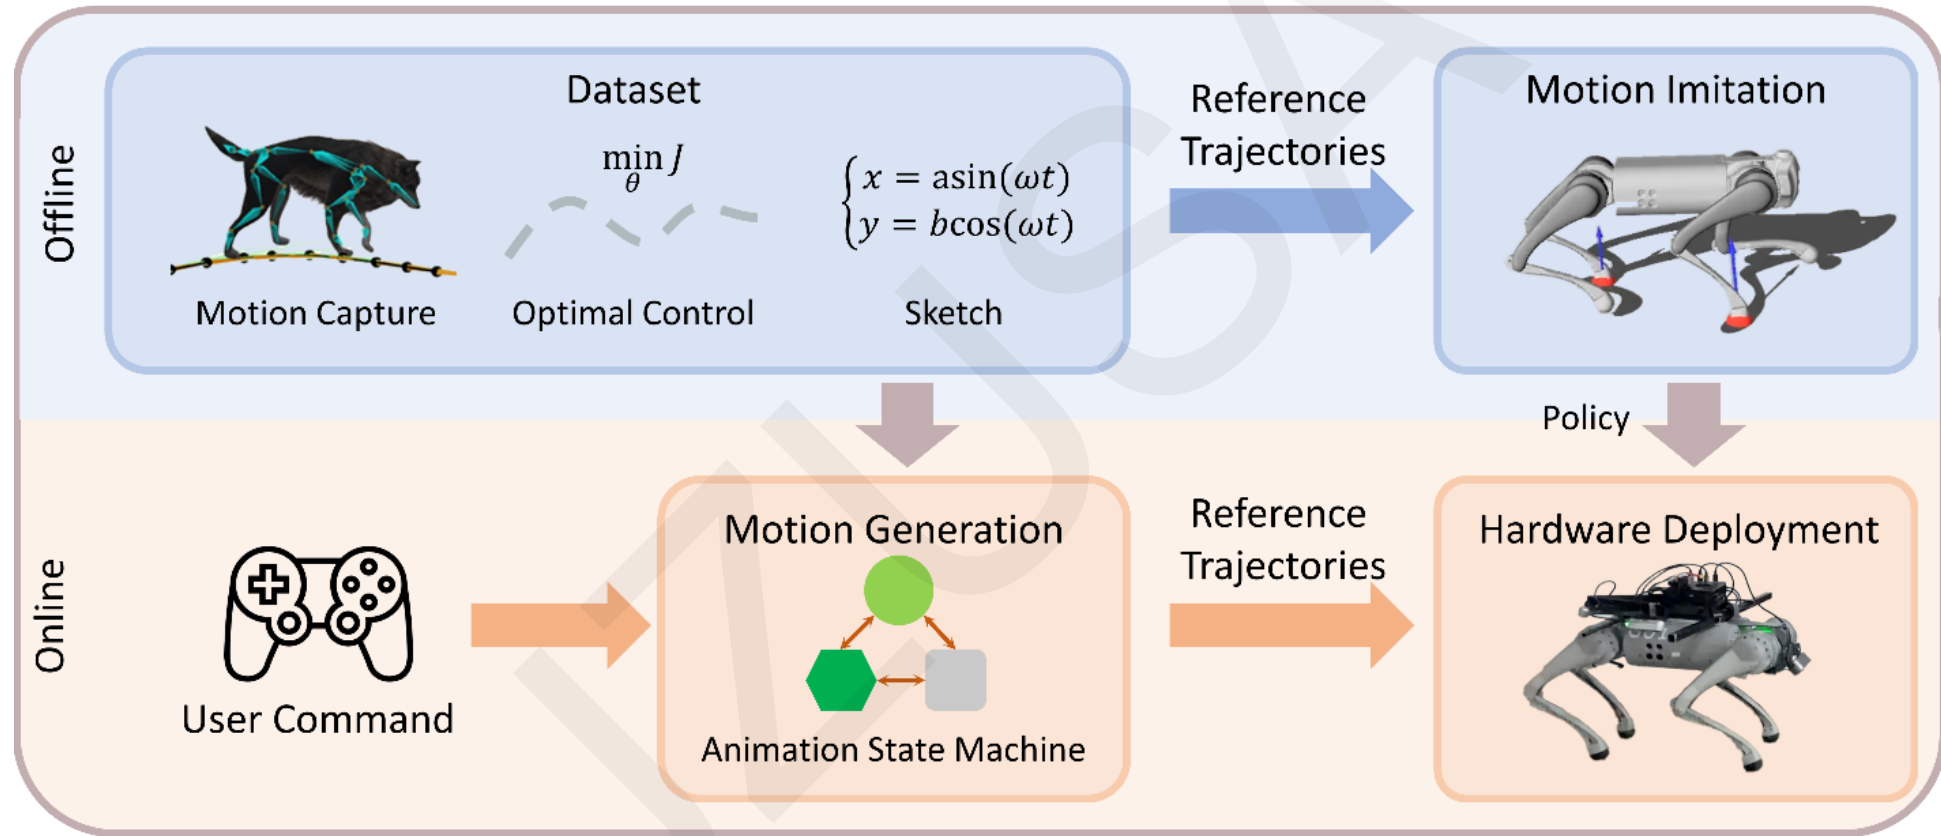 Offline
Dataset
min J
θ
x = asin(ωt)
y = bcos(ωt)
Motion Capture
Optimal Control
Sketch
Reference
Trajectories
Motion Imitation
Policy
Online
User Command
Motion Generation
Animation State Machine
Reference
Trajectories
Hardware Deployment